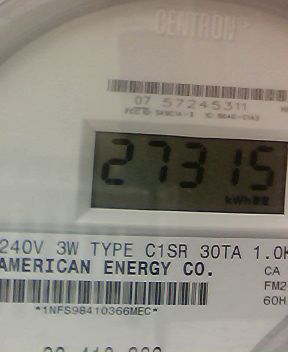 CENTRON®
07 57245311
27315
kWh
240V 3W TYPE C1SR 30TA 1.0K
AMERICAN ENERGY CO.
CA
FM2
60H
*1NFS98410366MEC*